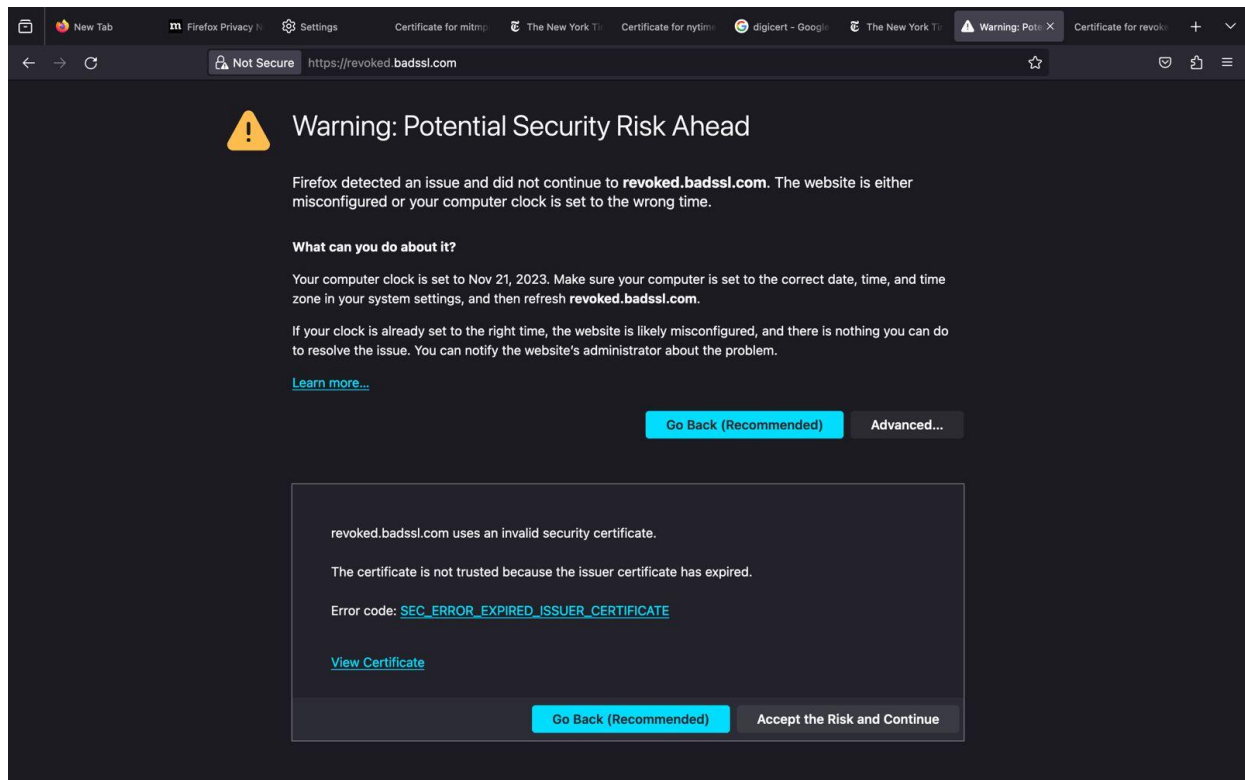 New Tab
Firefox Privacy N
Settings
Certificate for mitmp
The New York Ti
Certificate for nytime
digicert - Google
The New York Ti
Warning: Pote
Certificate for revoke
Not Secure https://revoked.badssl.com
Warning: Potential Security Risk Ahead
Firefox detected an issue and did not continue to revoked.badssl.com. The website is either
misconfigured or your computer clock is set to the wrong time.
What can you do about it?
Your computer clock is set to Nov 21, 2023. Make sure your computer is set to the correct date, time, and time
zone in your system settings, and then refresh revoked.badssl.com.
If your clock is already set to the right time, the website is likely misconfigured, and there is nothing you can do
to resolve the issue. You can notify the website’s administrator about the problem.
Learn more...
Go Back (Recommended) Advanced...
revoked.badssl.com uses an invalid security certificate.
The certificate is not trusted because the issuer certificate has expired.
Error code: SEC_ERROR_EXPIRED_ISSUER_CERTIFICATE
View Certificate
Go Back (Recommended) Accept the Risk and Continue